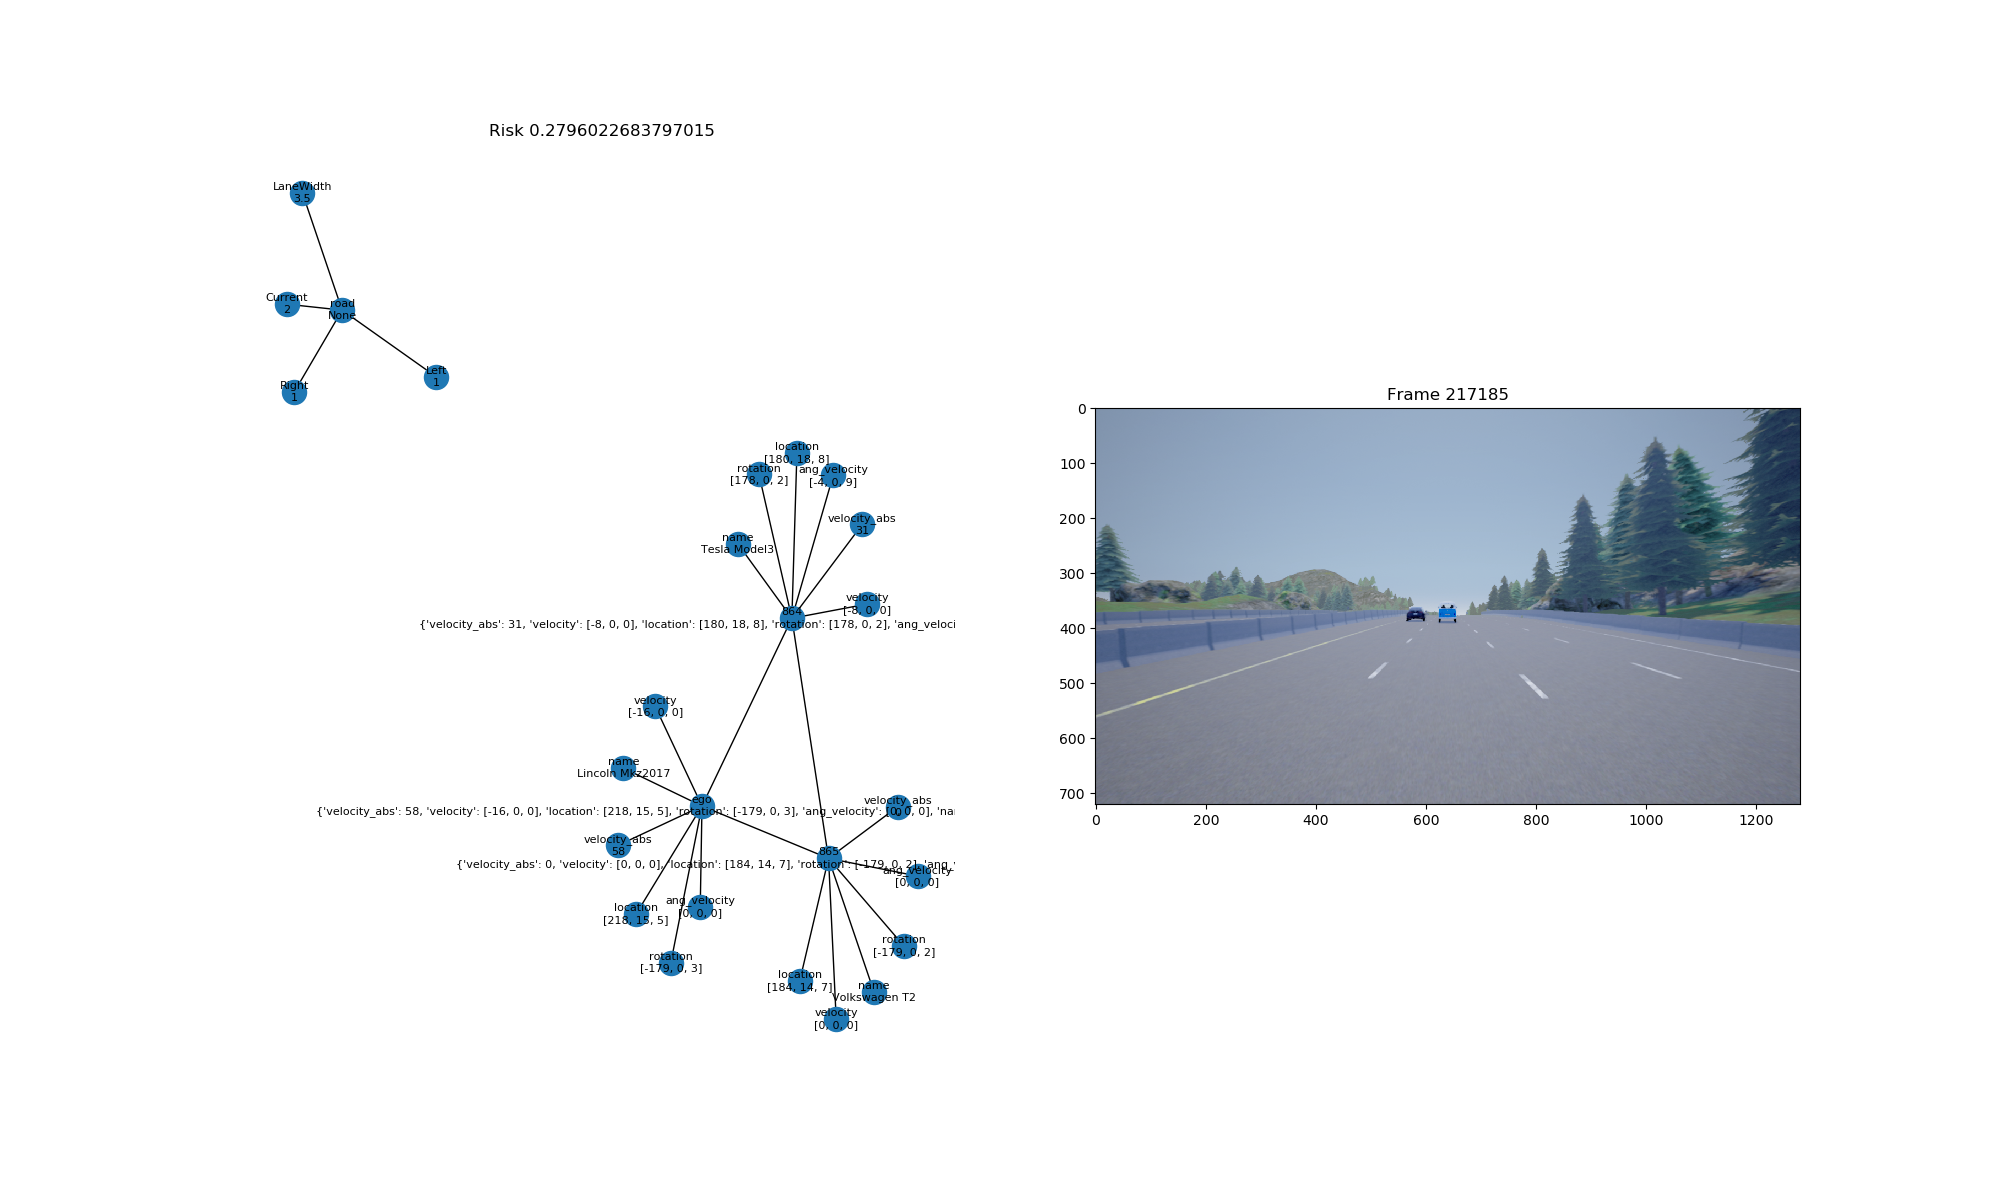 Risk 0.2796022683797015
LaneWidth
3.5
Current
2
road
None
Left
1
Right
1
location
[180, 18, 8]
rotation
[178, 0, 2]
ang_velocity
[-4, 0, 9]
velocity_abs
31
name
Tesla Model3
velocity
[-8, 0, 0]
864
{'velocity_abs': 31, 'velocity': [-8, 0, 0], 'location': [180, 18, 8], 'rotation': [178, 0, 2], 'ang_veloci
velocity
[-16, 0, 0]
name
Lincoln Mkz2017
ego
{'velocity_abs': 58, 'velocity': [-16, 0, 0], 'location': [218, 15, 5], 'rotation': [-179, 0, 3], 'ang_velocity': [0, 0, 0], 'na
velocity_abs
0
velocity_abs
58
865
{'velocity_abs': 0, 'velocity': [0, 0, 0], 'location': [184, 14, 7], 'rotation': [-179, 0, 2], 'ang_
ang_velocity
[0, 0, 0]
ang_velocity
[0, 0, 0]
location
[218, 15, 5]
rotation
[-179, 0, 3]
rotation
[-179, 0, 2]
location
[184, 14, 7]
name
Volkswagen T2
velocity
[0, 0, 0]
Frame 217185
0
100
200
300
400
500
600
700
0
200
400
600
800
1000
1200